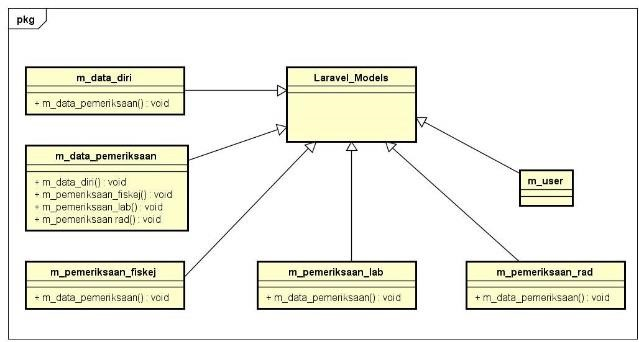 pkg
m_data_diri
+ m_data_pemeriksaan() : void
Laravel_Models
m_data_pemeriksaan
+ m_data_diri() : void
+ m_pemeriksaan_fiskej() : void
+ m_pemeriksaan_lab() : void
+ m_pemeriksaan rad() : void
m_user
m_pemeriksaan_fiskej
+ m_data_pemeriksaan() : void
m_pemeriksaan_lab
+ m_data_pemeriksaan() : void
m_pemeriksaan_rad
+ m_data_pemeriksaan() : void